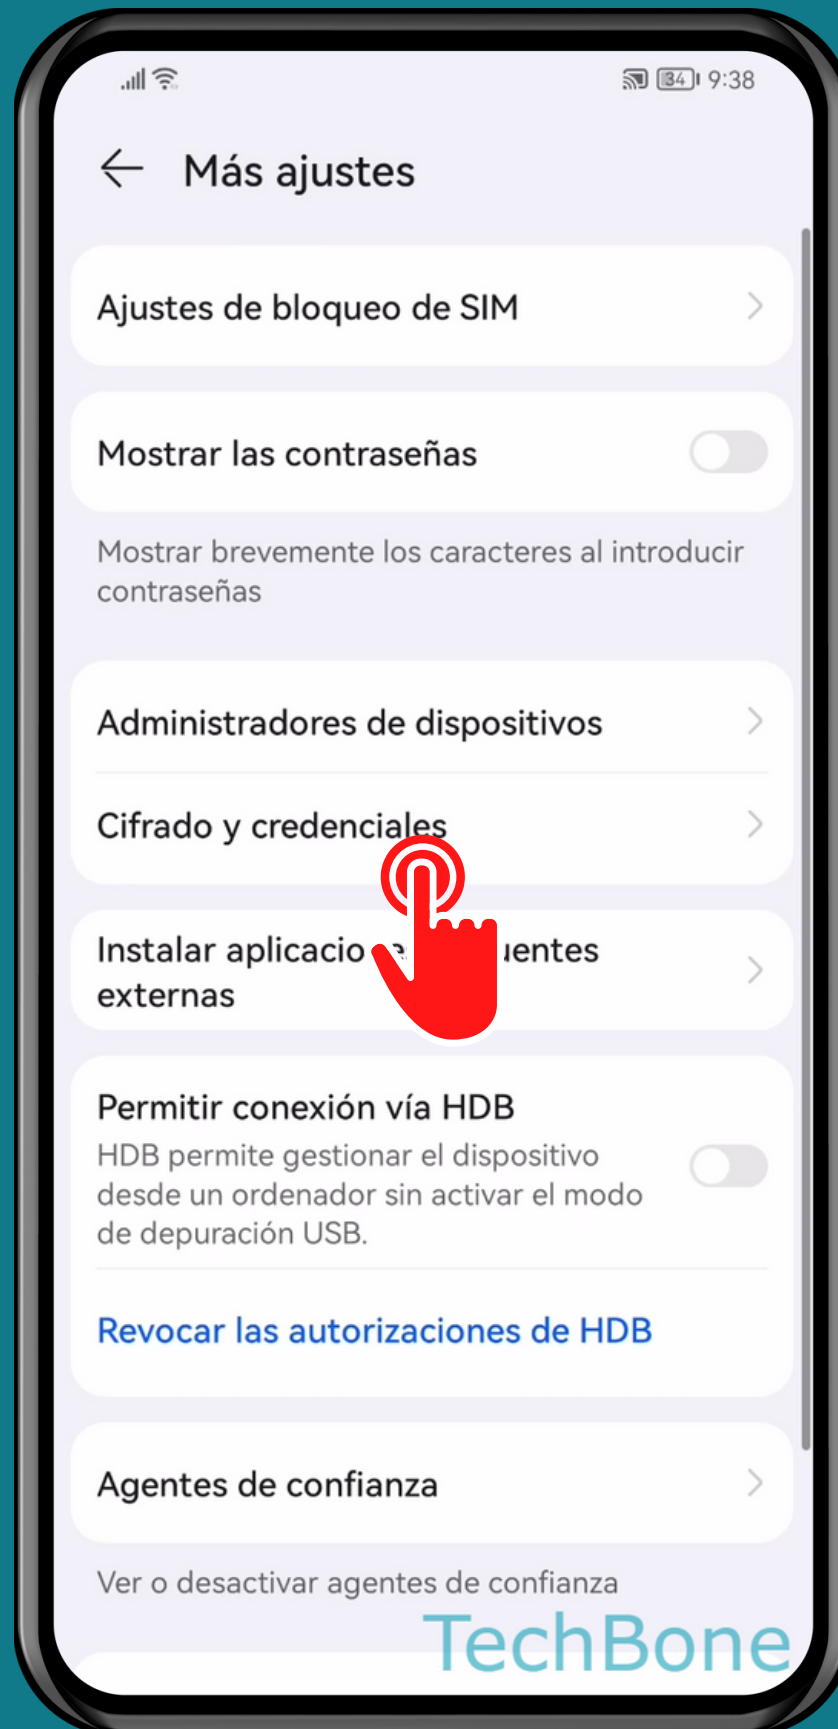 34 9:38
Más ajustes
Ajustes de bloqueo de SIM
Mostrar las contraseñas
Mostrar brevemente los caracteres al introducir
contraseñas
Administradores de dispositivos
Cifrado y credenciales
Instalar
externas
Permitir conexión vía HDB
HDB permite gestionar el dispositivo
desde un ordenador sin activar el modo
de depuración USB.
Revocar las autorizaciones de HDB
Agentes de confianza
Ver o desactivar agentes de confianza
TechBone